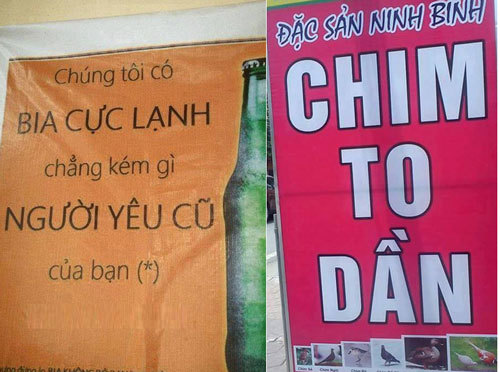 Chúng tôi có
BIA CỰC LẠNH
chẳng kém gì
NGƯỜI YÊU CŨ
của bạn (*)
ĐẶC SẢN NINH BÌNH
CHIM
TO
DẦN